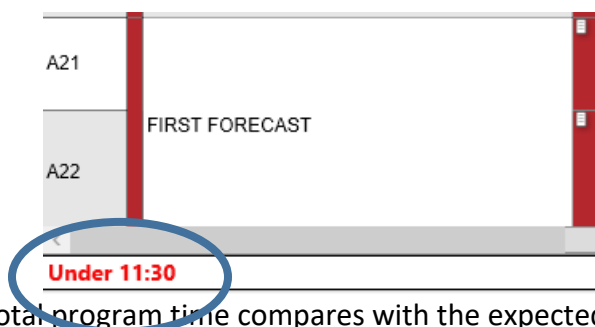 A21
FIRST FORECAST
A22
Under 11:30
otal program time compares with the expected